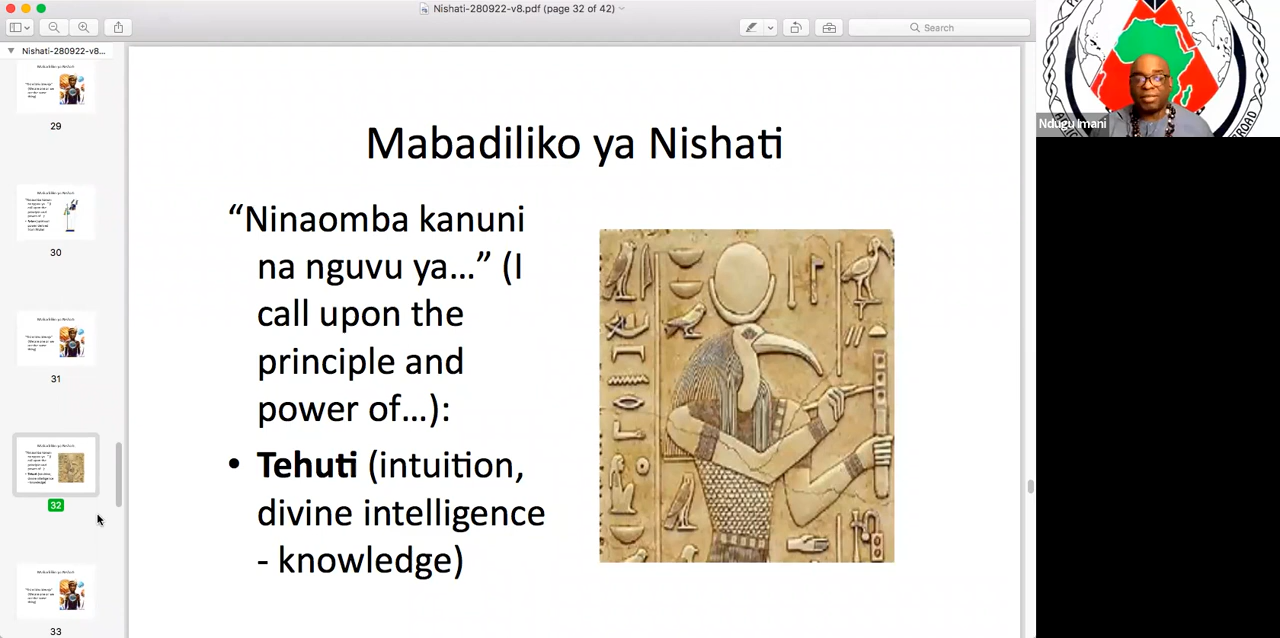 Nishati-280922-v8.pdf (page 32 of 42)
Search
Nishati-280922-v8...
29
30
31
32
33
Mabadiliko ya Nishati
“Ninaomba kanuni
na nguvu ya...” (I
call upon the
principle and
power of...):
• Tehuti (intuition,
divine intelligence
- knowledge)
Ndugu Imani